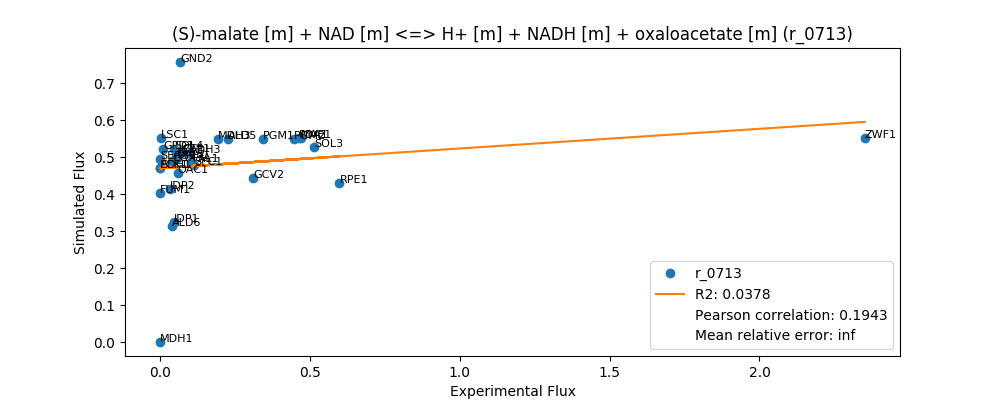 (S)-malate [m] + NAD [m] <=> H+ [m] + NADH [m] + oxaloacetate [m] (r_0713)
Simulated Flux
0.7
0.6
0.5
0.4
0.3
0.2
0.1
0.0
GND2
LSC1
SOL3
ZWF1
OAC1
GCV2
RPE1
IDP2
FUM1
IDP1
ALD6
MDH1
r_0713
R2: 0.0378
Pearson correlation: 0.1943
Mean relative error: inf
0.0
0.5
1.0
1.5
2.0
Experimental Flux